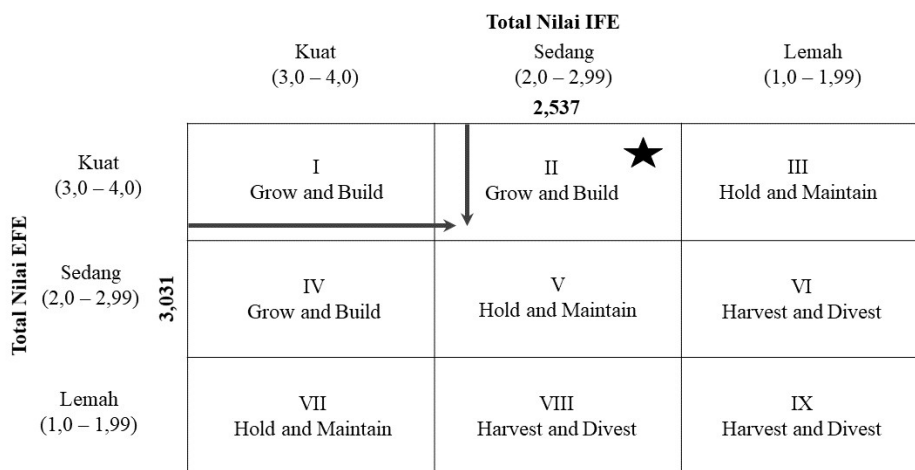 Total Nilai IFE
Kuat
(3,0 – 4,0)
Sedang
(2,0 – 2,99)
Lemah
(1,0 – 1,99)
2,537
Total Nilai EFE
Kuat
(3,0 – 4,0)
I
Grow and Build
II
Grow and Build
III
Hold and Maintain
Sedang
(2,0 – 2,99)
3,031
IV
Grow and Build
V
Hold and Maintain
VI
Harvest and Divest
Lemah
(1,0 – 1,99)
VII
Hold and Maintain
VIII
Harvest and Divest
IX
Harvest and Divest